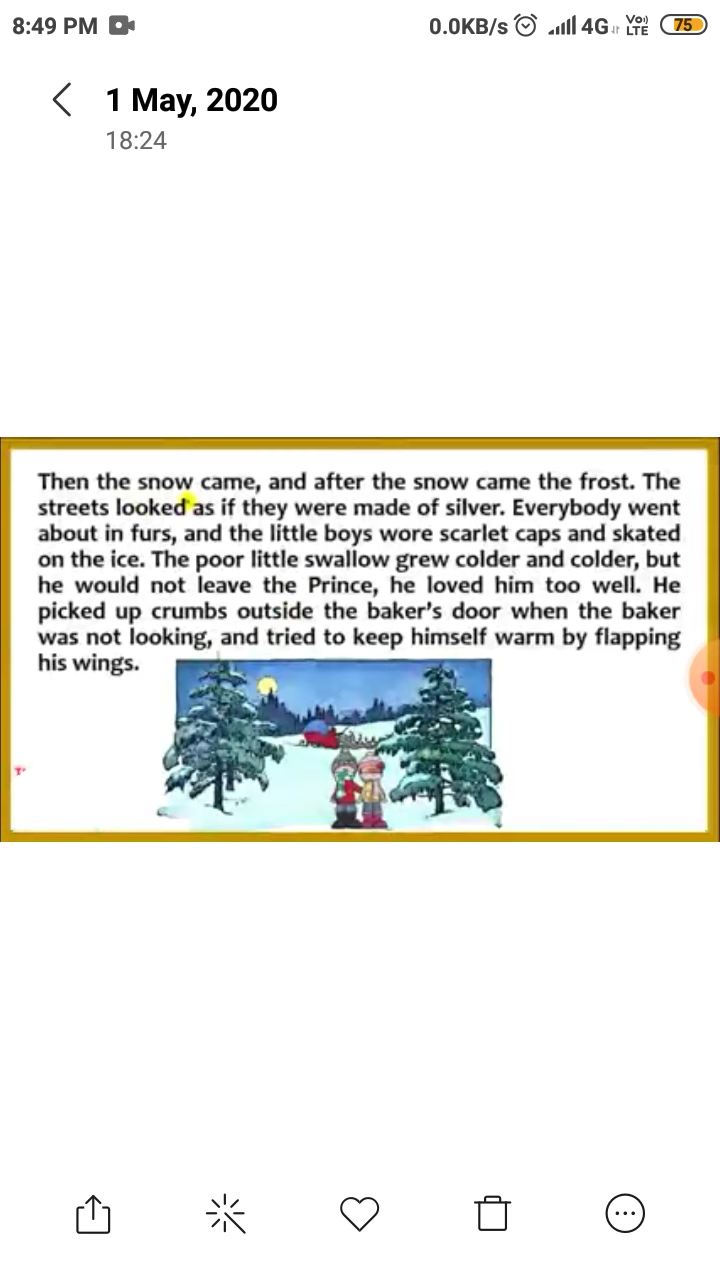 8:49 PM 0.0KB/s 4G Vo)) LTE 75
1 May, 2020
18:24
Then the snow came, and after the snow came the frost. The
streets looked as if they were made of silver. Everybody went
about in furs, and the little boys wore scarlet caps and skated
on the ice. The poor little swallow grew colder and colder, but
he would not leave the Prince, he loved him too well. He
picked up crumbs outside the baker's door when the baker
was not looking, and tried to keep himself warm by flapping
his wings.